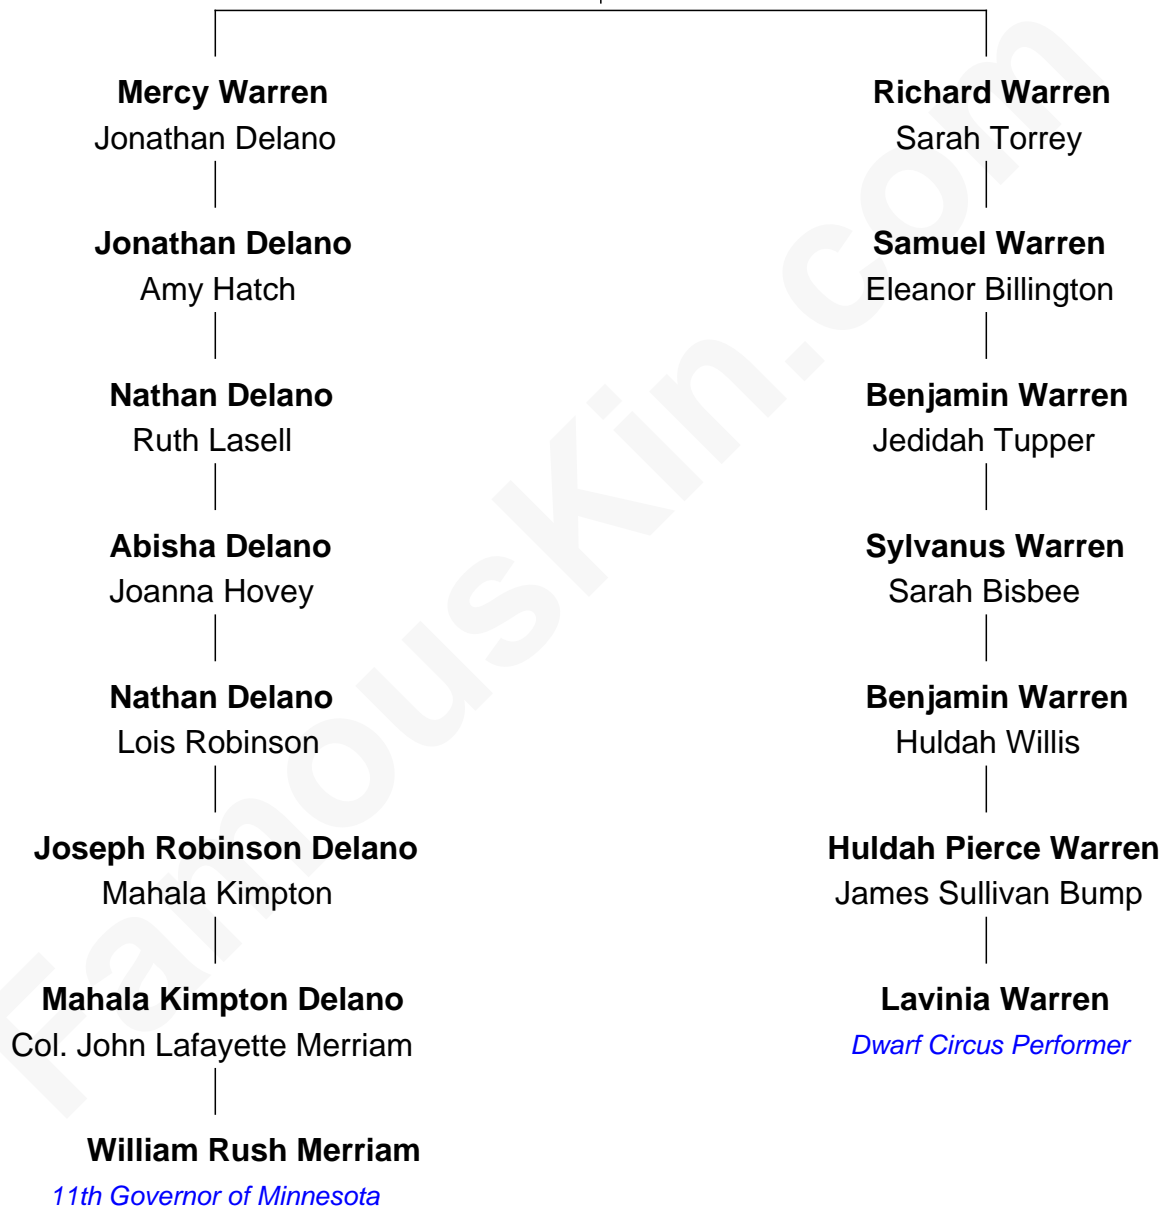 Mercy Warren
Jonathan Delano
Jonathan Delano
Amy Hatch
Nathan Delano
Ruth Lasell
Abisha Delano
Joanna Hovey
Nathan Delano
Lois Robinson
Joseph Robinson Delano
Mahala Kimpton
Mahala Kimpton Delano
Col. John Lafayette Merriam
William Rush Merriam
11th Governor of Minnesota
Richard Warren
Sarah Torrey
Samuel Warren
Eleanor Billington
Benjamin Warren
Jedidah Tupper
Sylvanus Warren
Sarah Bisbee
Benjamin Warren
Huldah Willis
Huldah Pierce Warren
James Sullivan Bump
Lavinia Warren
Dwarf Circus Performer
FamousKin.com